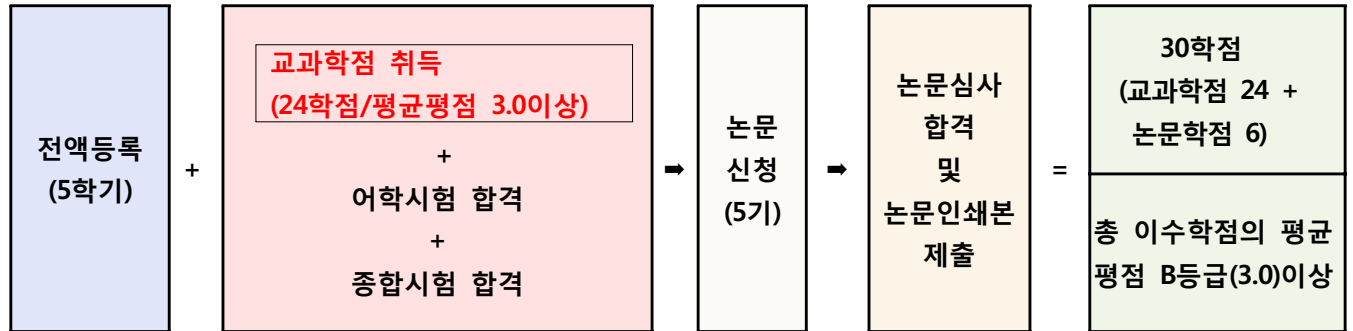 전액등록
(5학기)
+
교과학점 취득
(24학점/평균평점 3.0이상)
+
어학시험 합격
+
종합시험 합격
➡
논문
신청
(5기)
➡
논문심사
합격
및
논문인쇄본
제출
=
30학점
(교과학점 24 +
논문학점 6)
총 이수학점의 평균
평점 B등급(3.0)이상